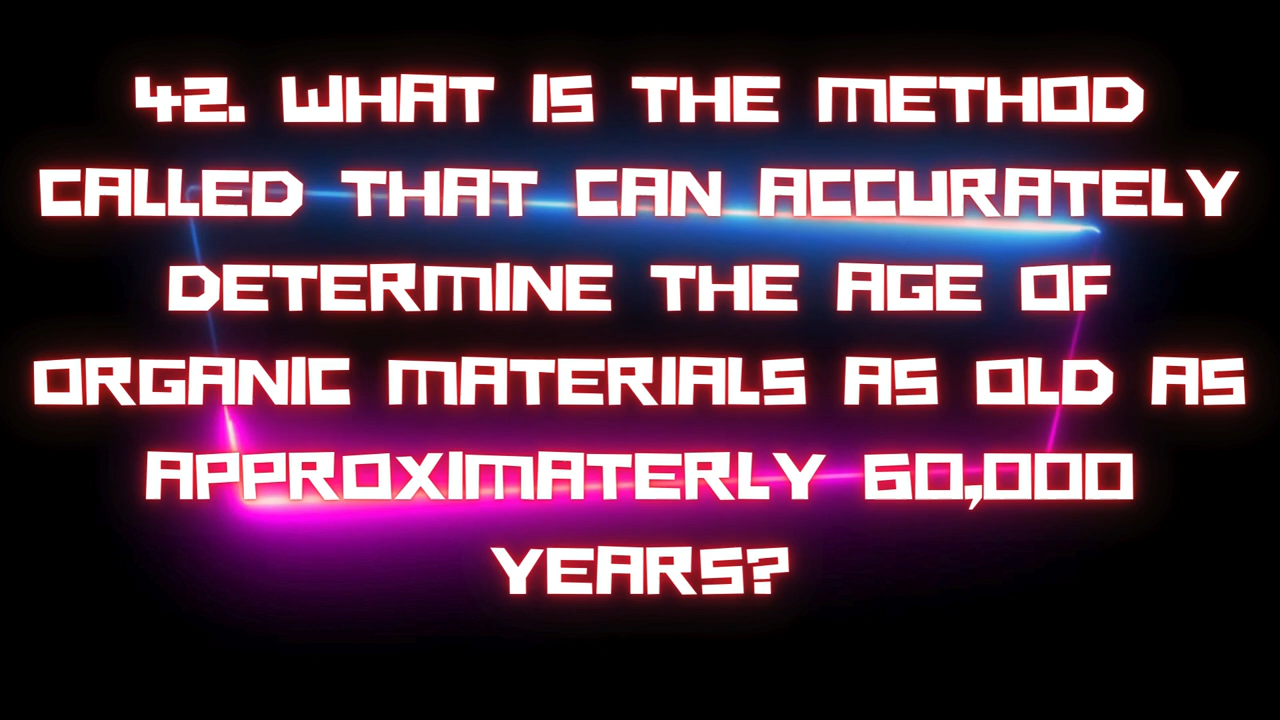 42. WHAT IS THE METHOD
CALLED THAT CAN ACCURATELY
DETERMINE THE AGE OF
ORGANIC MATERIALS AS OLD AS
APPROXIMATERLY 60,000
YEARS?